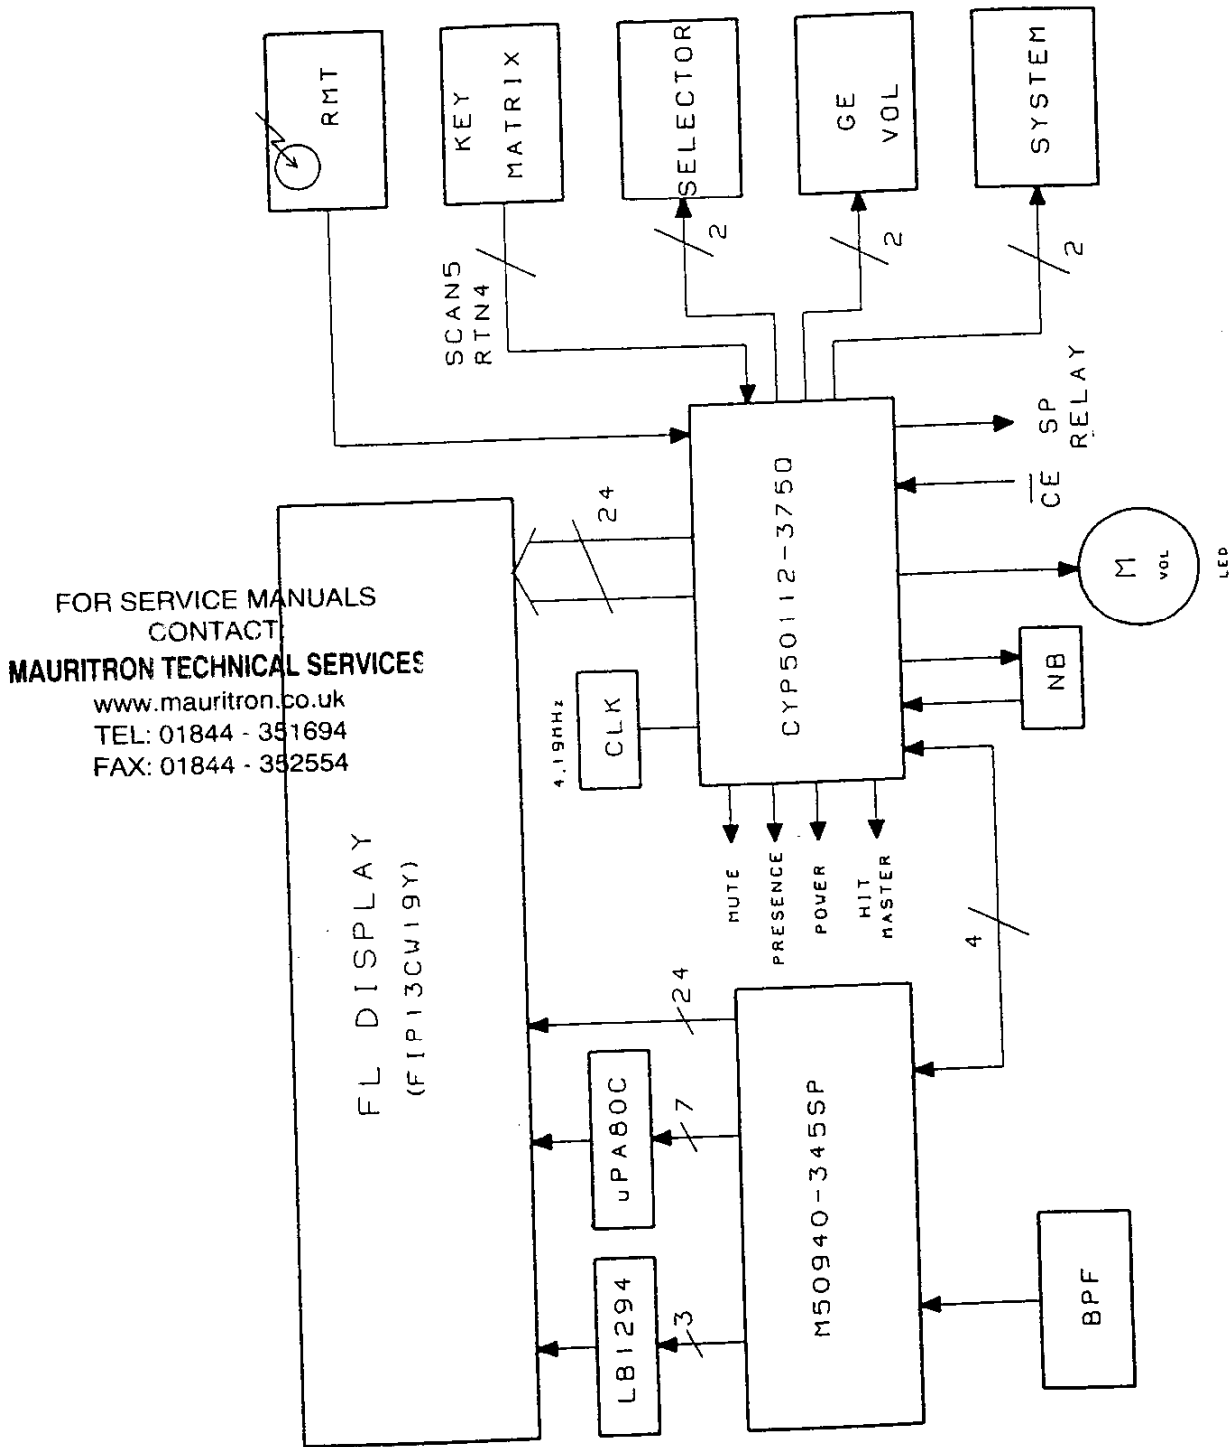 RMT
KEY
MATRIX
SELECTOR
GE
VOL
SYSTEM
SCAN5
RTN4
2
2
2
24
SP
RELAY
CE
CYP50112-3750
M
VOL
LED
NB
FOR SERVICE MANUALS
CONTACT
MAURITRON TECHNICAL SERVICES
www.mauritron.co.uk
TEL: 01844 - 351694
FAX: 01844 - 352554
4.19MHz
CLK
MUTE
PRESENCE
POWER
HIT
MASTER
4
FL DISPLAY
(FIP13CW19Y)
24
uPA80C
7
LB1294
3
M50940-345SP
BPF